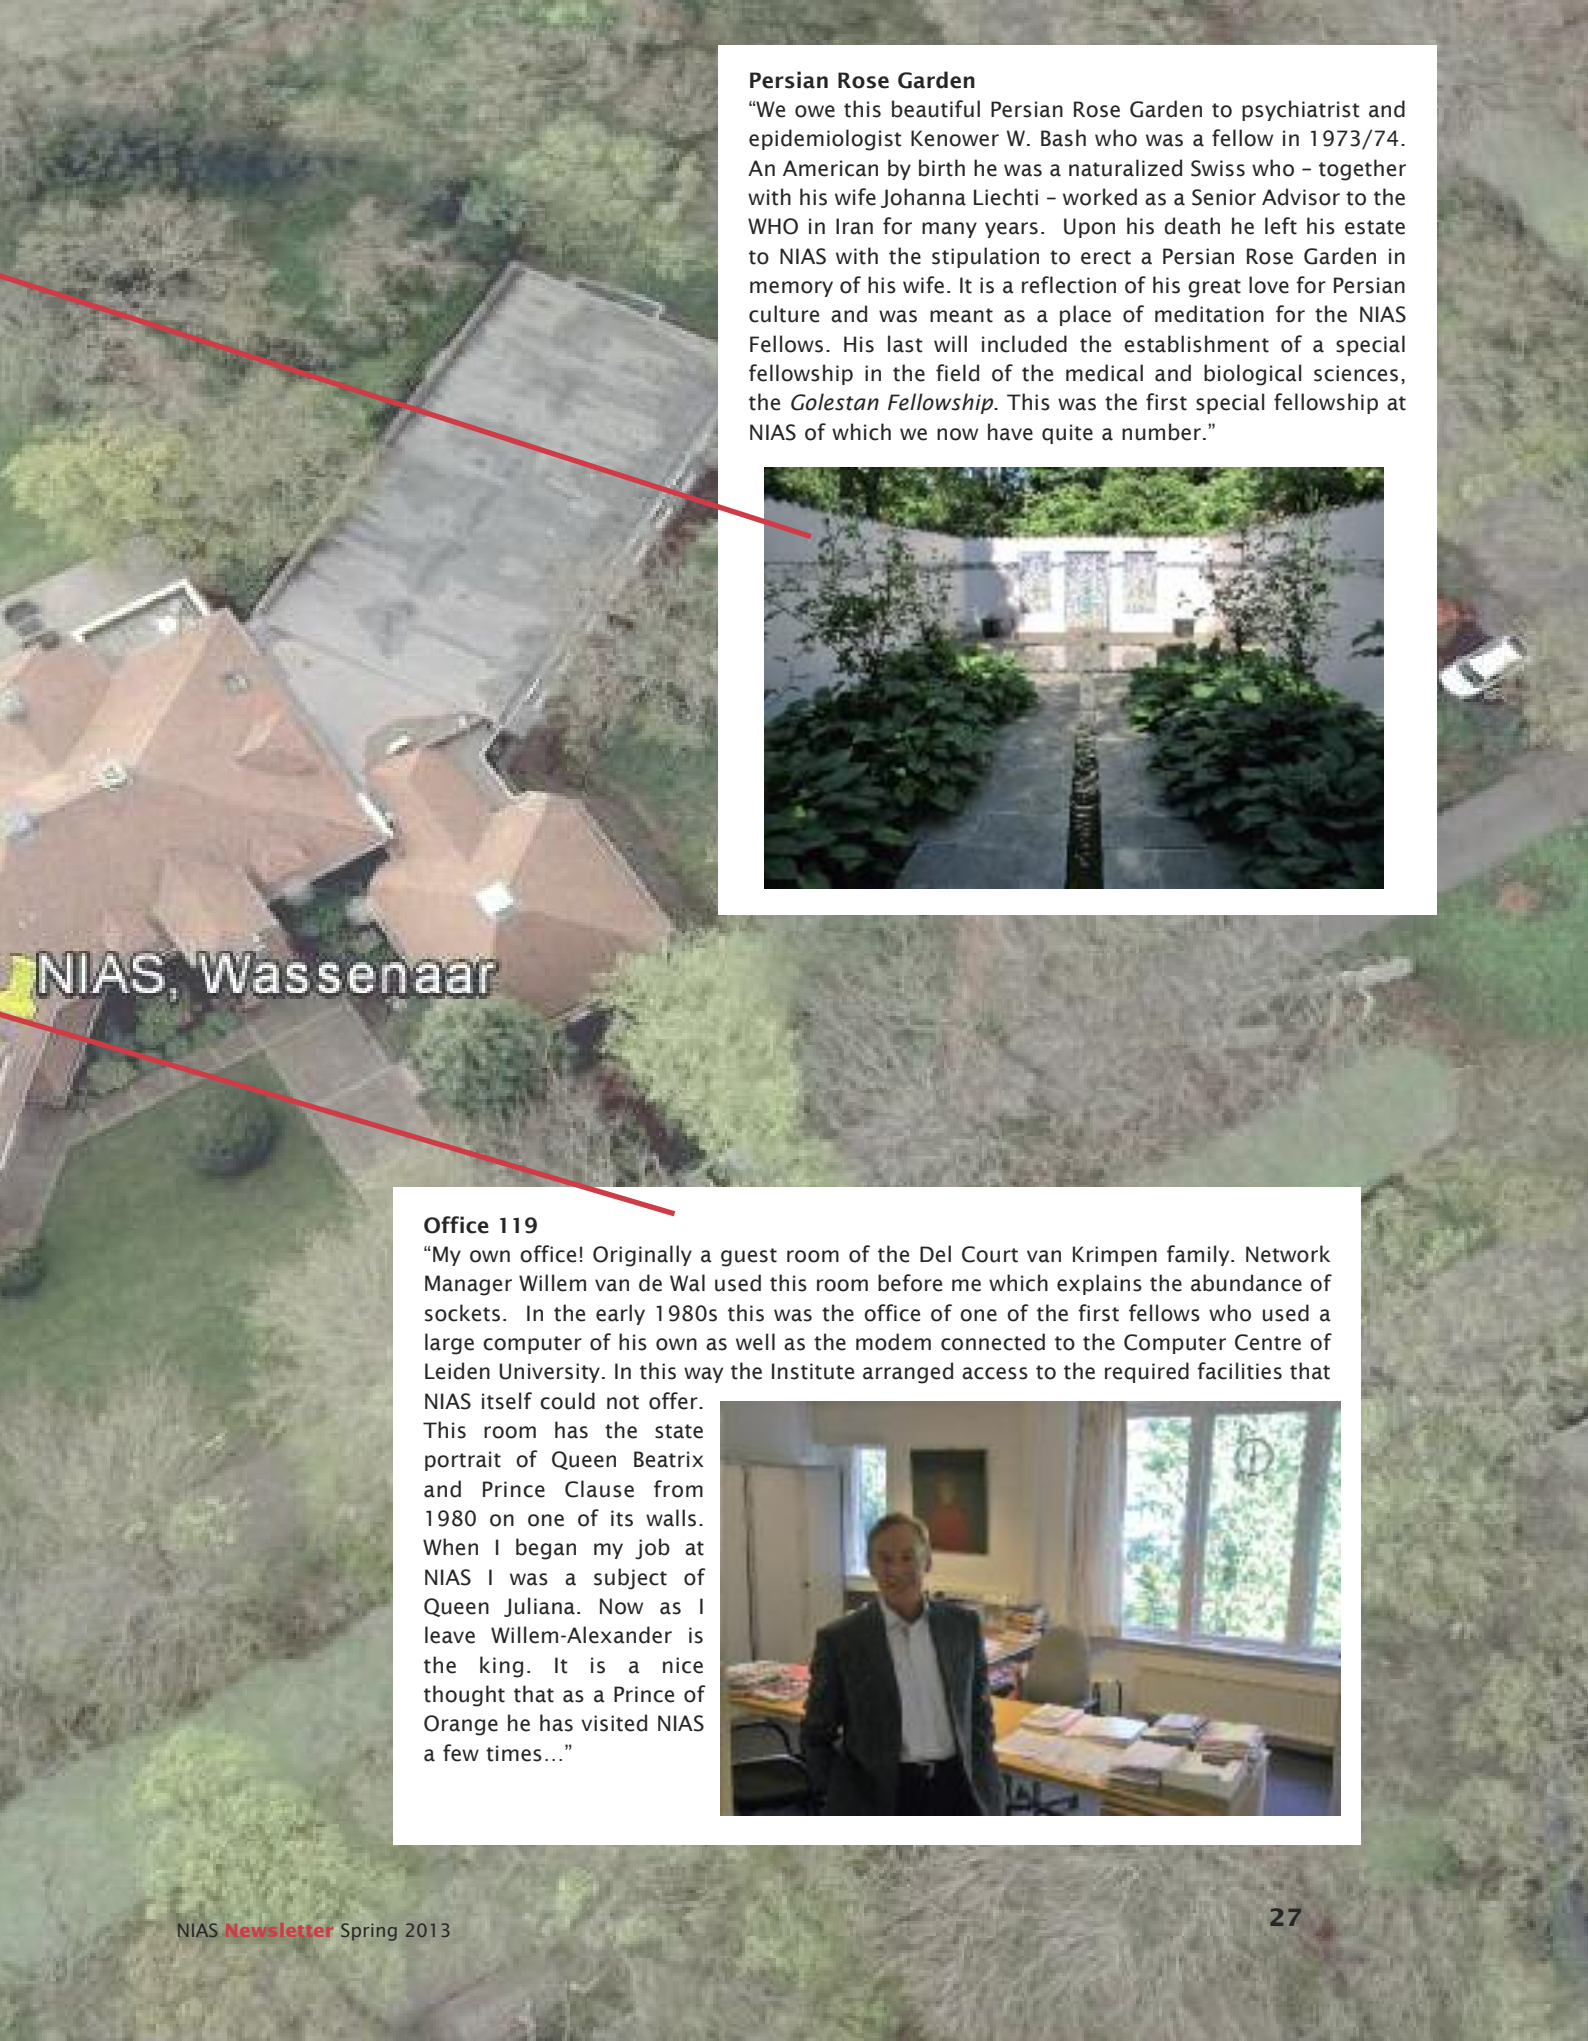 Persian Rose Garden
“We owe this beautiful Persian Rose Garden to psychiatrist and
epidemiologist Kenower W. Bash who was a fellow in 1973/74.
An American by birth he was a naturalized Swiss who – together
with his wife Johanna Liechti – worked as a Senior Advisor to the
WHO in Iran for many years.  Upon his death he left his estate
to NIAS with the stipulation to erect a Persian Rose Garden in
memory of his wife. It is a reflection of his great love for Persian
culture and was meant as a place of meditation for the NIAS
Fellows. His last will included the establishment of a special
fellowship in the field of the medical and biological sciences,
the Golestan Fellowship. This was the first special fellowship at
NIAS of which we now have quite a number.”
NIAS, Wassenaar
Office 119
“My own office! Originally a guest room of the Del Court van Krimpen family. Network
Manager Willem van de Wal used this room before me which explains the abundance of
sockets.  In the early 1980s this was the office of one of the first fellows who used a
large computer of his own as well as the modem connected to the Computer Centre of
Leiden University. In this way the Institute arranged access to the required facilities that
NIAS itself could not offer.
This room has the state
portrait of Queen Beatrix
and Prince Clause from
1980 on one of its walls.
When I began my job at
NIAS I was a subject of
Queen Juliana. Now as I
leave Willem-Alexander is
the king. It is a nice
thought that as a Prince of
Orange he has visited NIAS
a few times…”
NIAS Newsletter Spring 2013
27